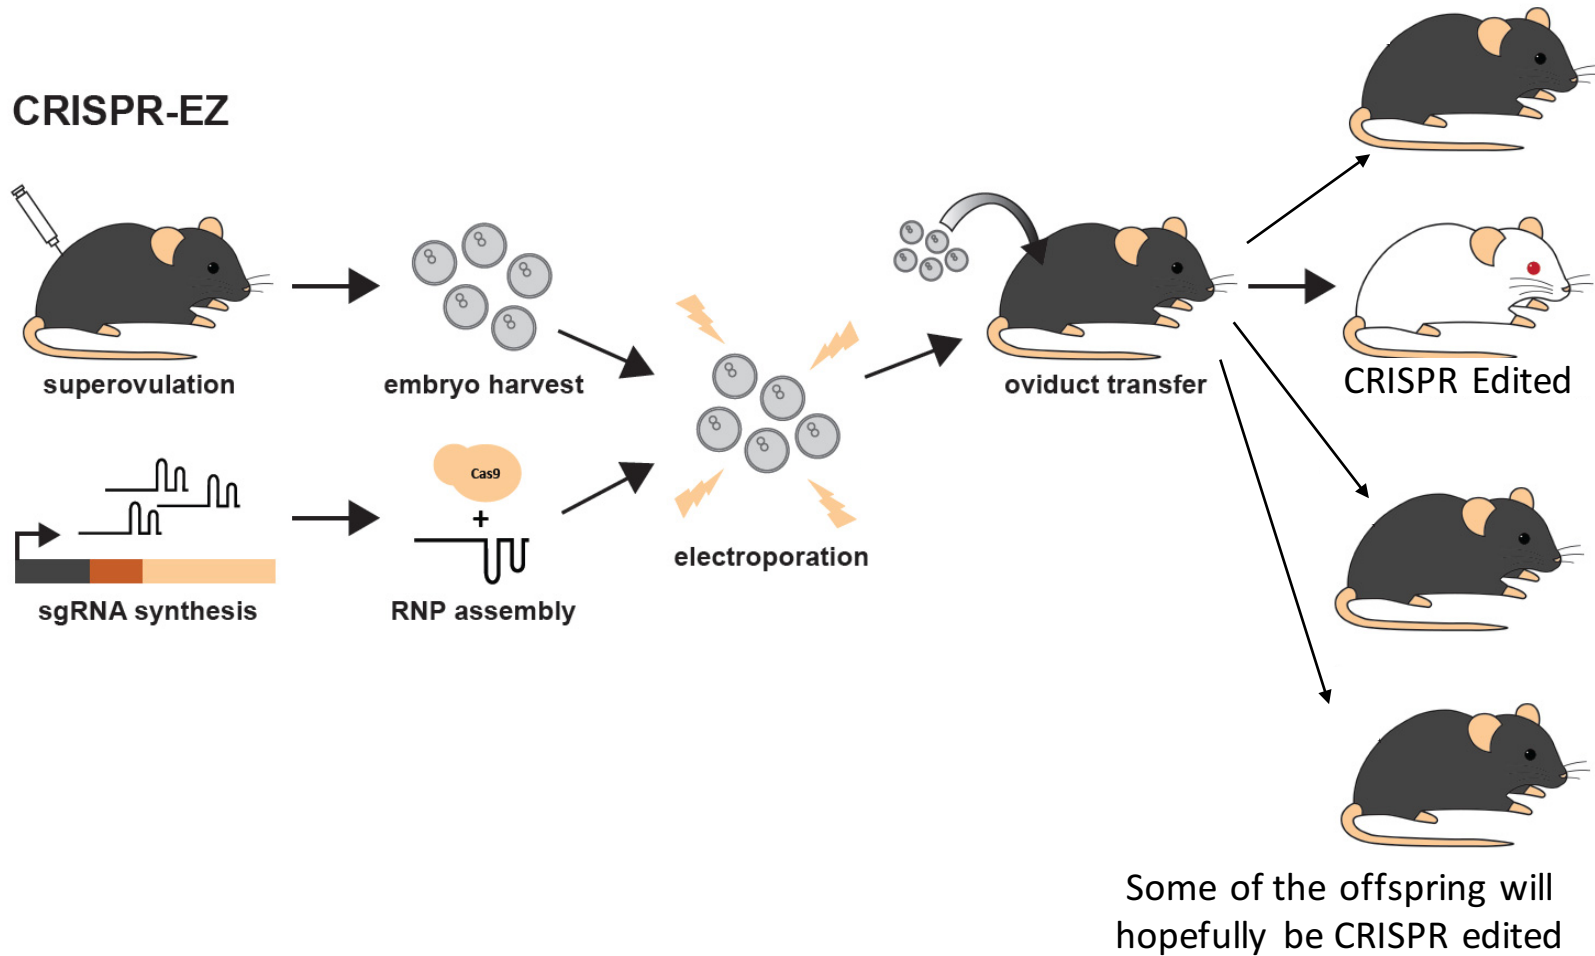 CRISPR-EZ
superovulation
embryo harvest
sgRNA synthesis
Cas9
+
RNP assembly
electroporation
oviduct transfer
CRISPR Edited
Some of the offspring will
hopefully be CRISPR edited